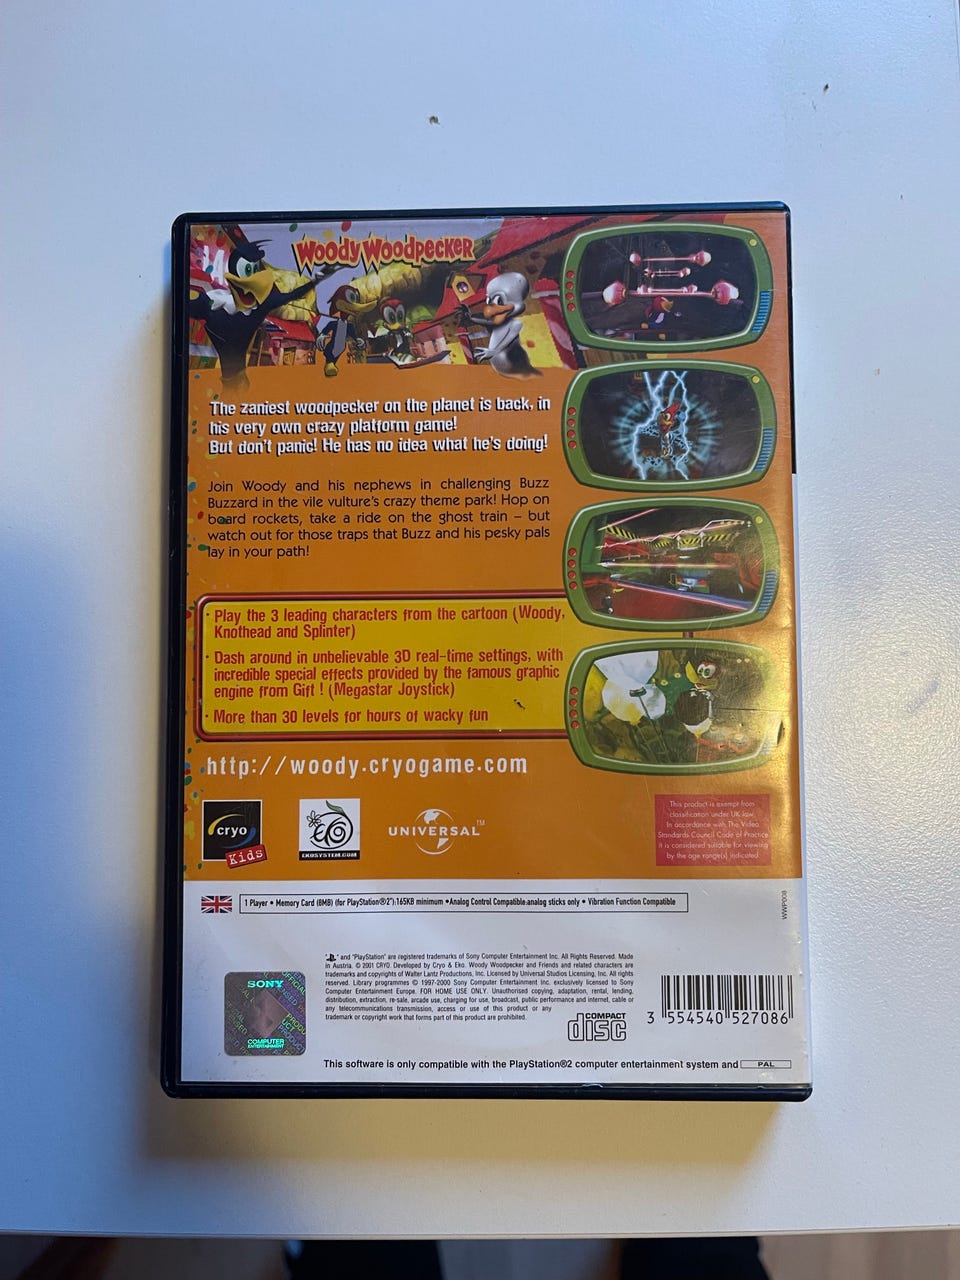 Woody Woodpecker
The zaniest woodpecker on the planet is back, in
his very own crazy platform game!
But don't panic! He has no idea what he's doing!
Join Woody and his nephews in challenging Buzz
Buzzard in the vile vulture's crazy theme park! Hop on
board rockets, take a ride on the ghost train – but
watch out for those traps that Buzz and his pesky pals
lay in your path!
· Play the 3 leading characters from the cartoon (Woody,
Knothead and Splinter)
· Dash around in unbelievable 3D real-time settings, with
incredible special effects provided by the famous graphic
engine from Gift ! (Megastar Joystick)
· More than 30 levels for hours of wacky fun
http://woody.cryogame.com
cryo
Kids
EKO
EKOSYSTEM.COM
UNIVERSAL™
This product is exempt from
classification under UK law.
In accordance with The Video
Standards Council Code of Practice
it is considered suitable for viewing
by the age range(s) indicated.
1 Player • Memory Card (8MB) (for PlayStation®2):165KB minimum •Analog Control Compatible:analog sticks only • Vibration Function Compatible
WWP008
" " and "PlayStation" are registered trademarks of Sony Computer Entertainment Inc. All Rights Reserved. Made
in Austria. © 2001 CRYO. Developed by Cryo & Eko. Woody Woodpecker and Friends and related characters are
trademarks and copyrights of Walter Lantz Productions, Inc. Licensed by Universal Studios Licensing, Inc. All rights
reserved. Library programmes © 1997-2000 Sony Computer Entertainment Inc. exclusively licensed to Sony
Computer Entertainment Europe. FOR HOME USE ONLY. Unauthorised copying, adaptation, rental, lending,
distribution, extraction, re-sale, arcade use, charging for use, broadcast, public performance and internet, cable or
any telecommunications transmission, access or use of this product or any
trademark or copyright work that forms part of this product are prohibited.
SONY
COMPUTER
ENTERTAINMENT
COMPACT
disc
3 554540 527086
This software is only compatible with the PlayStation®2 computer entertainment system and PAL